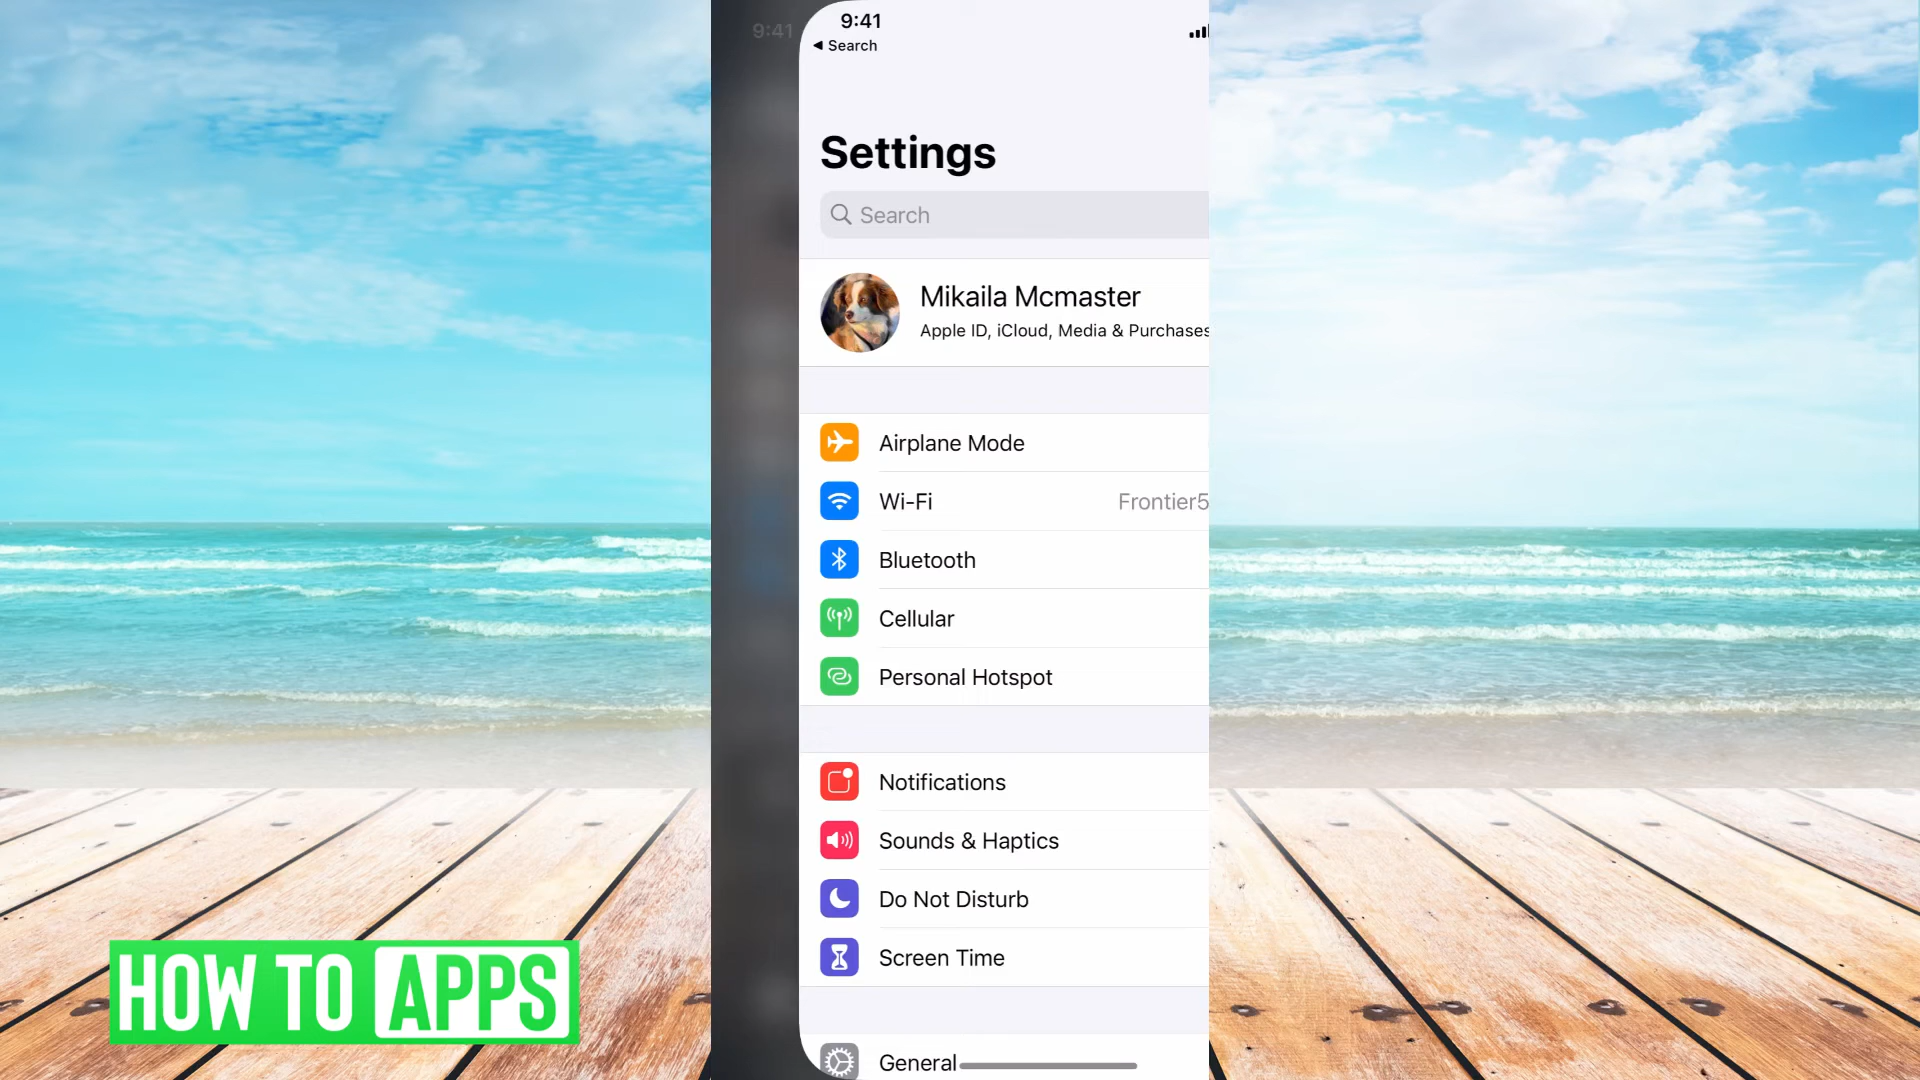 9:41
9:41
Search
Settings
Search
Mikaila Mcmaster
Apple ID, iCloud, Media & Purchases
Airplane Mode
Wi-Fi
Frontier5
Bluetooth
Cellular
Personal Hotspot
Notifications
Sounds & Haptics
Do Not Disturb
Screen Time
General
HOW TO APPS